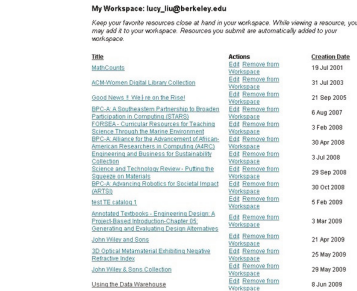 My Workspace: lucy_liu@berkeley.edu
Keep your favorite resources close at hand in your workspace. While viewing a resource, you
may add it to your workspace. Resources you submit are automatically added to your
workspace.
Title Actions Creation Date
MathCounts Edit Remove from Workspace 19 Jul 2001
ACM-Women Digital Library Collection Edit Remove from Workspace 31 Jul 2003
Good News !! We're on the Rise! Edit Remove from Workspace 21 Sep 2005
BPC-A: A Southeastern Partnership to Broaden Participation in Computing (STARS) Edit Remove from Workspace 6 Aug 2007
FORSEA - Curricular Resources for Teaching Science Through the Marine Environment Edit Remove from Workspace 3 Feb 2008
BPC-A: Alliance for the Advancement of African-American Researchers in Computing (A4RC) Edit Remove from Workspace 30 Apr 2008
Engineering and Business for Sustainability Collection Edit Remove from Workspace 3 Jul 2008
Science and Technology Review - Putting the Squeeze on Materials Edit Remove from Workspace 29 Sep 2008
BPC-A: Advancing Robotics for Societal Impact (ARTSI) Edit Remove from Workspace 30 Oct 2008
test TE catalog 1 Edit Remove from Workspace 5 Feb 2009
Annotated Textbooks - Engineering Design: A Project-Based Introduction-Chapter 05: Generating and Evaluating Design Alternatives Edit Remove from Workspace 3 Mar 2009
John Wiley and Sons Edit Remove from Workspace 21 Apr 2009
3D Optical Metamaterial Exhibiting Negative Refractive Index Edit Remove from Workspace 25 May 2009
John Wiley & Sons Collection Edit Remove from Workspace 29 May 2009
Using the Data Warehouse Edit Remove from Workspace 8 Jun 2009